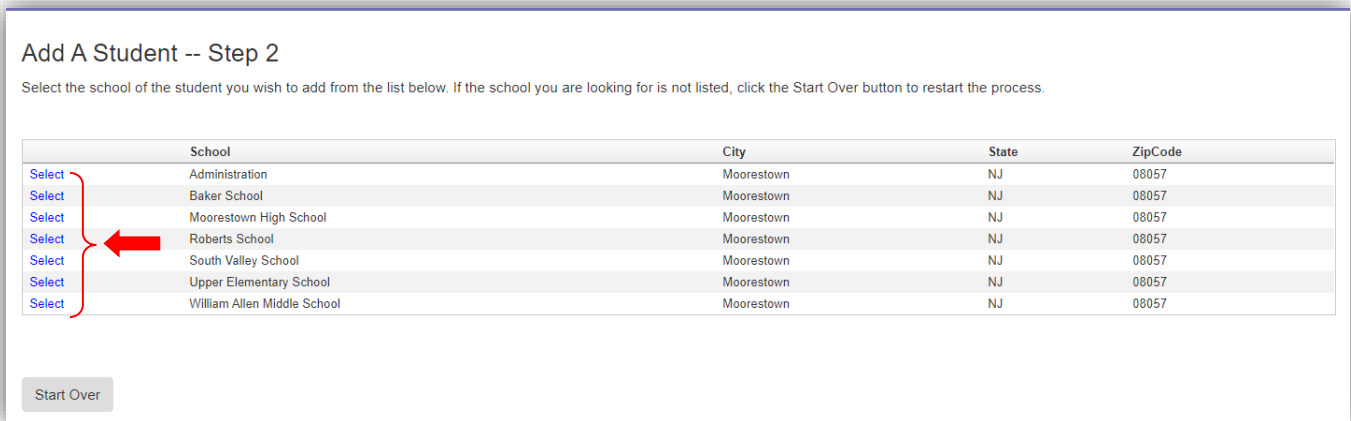 Add A Student -- Step 2
Select the school of the student you wish to add from the list below. If the school you are looking for is not listed, click the Start Over button to restart the process.
School City State ZipCode
Select Administration Moorestown NJ 08057
Select Baker School Moorestown NJ 08057
Select Moorestown High School Moorestown NJ 08057
Select Roberts School Moorestown NJ 08057
Select South Valley School Moorestown NJ 08057
Select Upper Elementary School Moorestown NJ 08057
Select William Allen Middle School Moorestown NJ 08057
Start Over